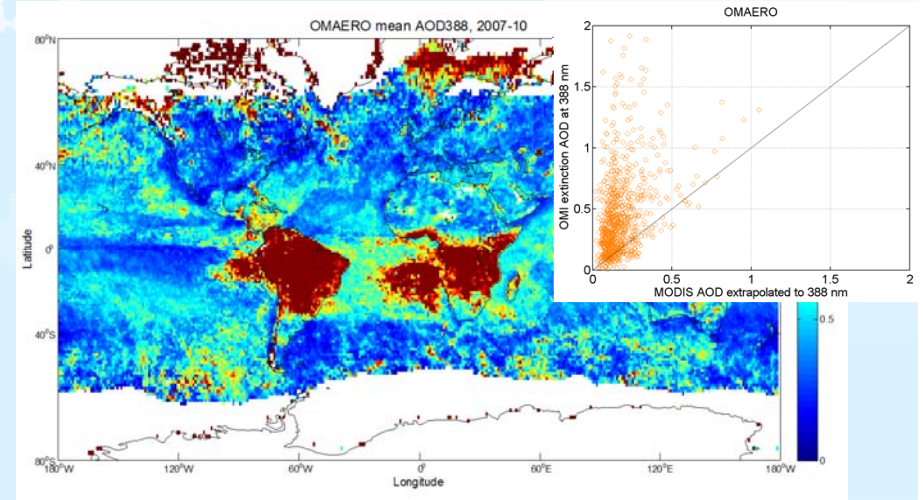 OMAERO mean AOD388, 2007-10
80°N
40°N
0°
40°S
80°S
Latitude
180°W
120°W
60°W
0°
60°E
120°E
180°W
Longitude
0.5
0
OMAERO
2
1.5
1
0.5
0
OMI extinction AOD at 388 nm
0
0.5
1
1.5
2
MODIS AOD extrapolated to 388 nm